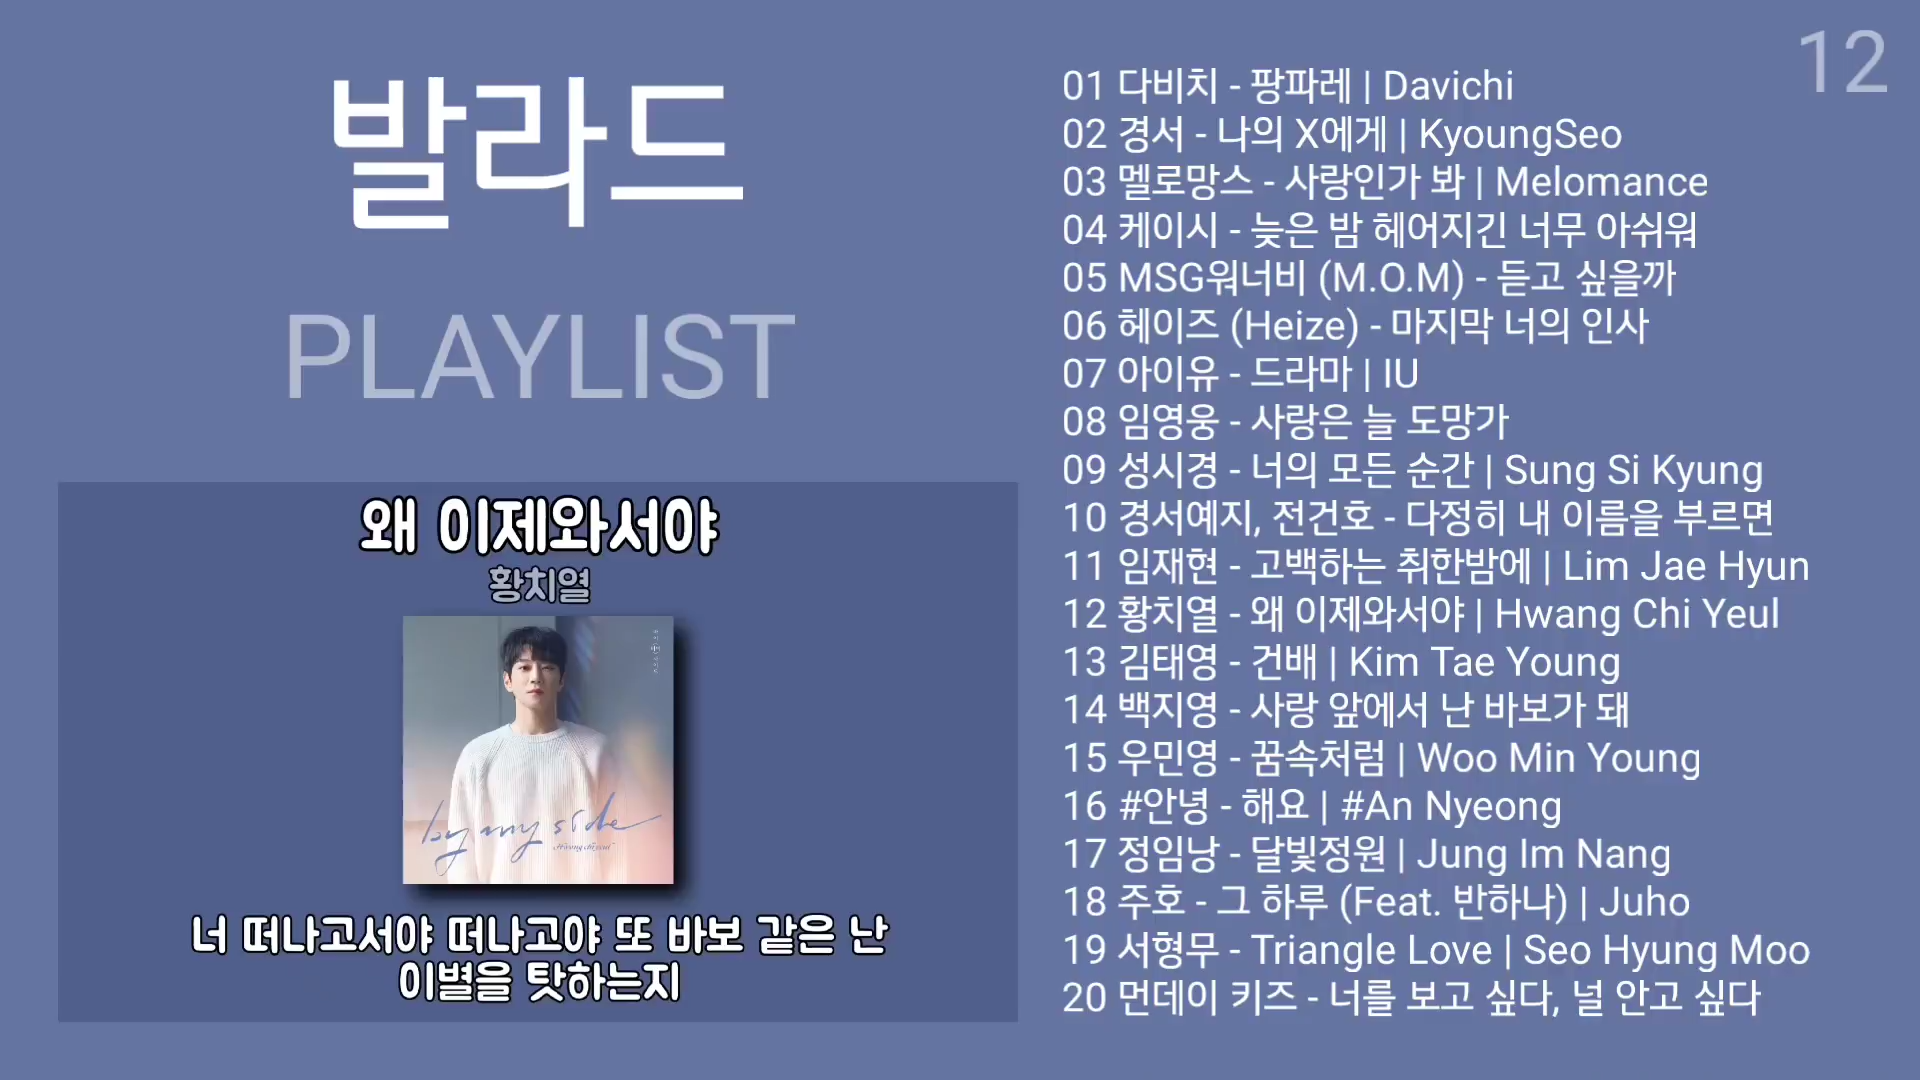 발라드
PLAYLIST
왜 이제와서야
황치열
by my side
Hwang chi yeul
너 떠나고서야 떠나고야 또 바보 같은 난
이별을 탓하는지
12
01 다비치 - 팡파레 | Davichi
02 경서 - 나의 X에게 | KyoungSeo
03 멜로망스 - 사랑인가 봐 | Melomance
04 케이시 - 늦은 밤 헤어지긴 너무 아쉬워
05 MSG워너비 (M.O.M) - 듣고 싶을까
06 헤이즈 (Heize) - 마지막 너의 인사
07 아이유 - 드라마 | IU
08 임영웅 - 사랑은 늘 도망가
09 성시경 - 너의 모든 순간 | Sung Si Kyung
10 경서예지, 전건호 - 다정히 내 이름을 부르면
11 임재현 - 고백하는 취한밤에 | Lim Jae Hyun
12 황치열 - 왜 이제와서야 | Hwang Chi Yeul
13 김태영 - 건배 | Kim Tae Young
14 백지영 - 사랑 앞에서 난 바보가 돼
15 우민영 - 꿈속처럼 | Woo Min Young
16 #안녕 - 해요 | #An Nyeong
17 정임낭 - 달빛정원 | Jung Im Nang
18 주호 - 그 하루 (Feat. 반하나) | Juho
19 서형무 - Triangle Love | Seo Hyung Moo
20 먼데이 키즈 - 너를 보고 싶다, 널 안고 싶다